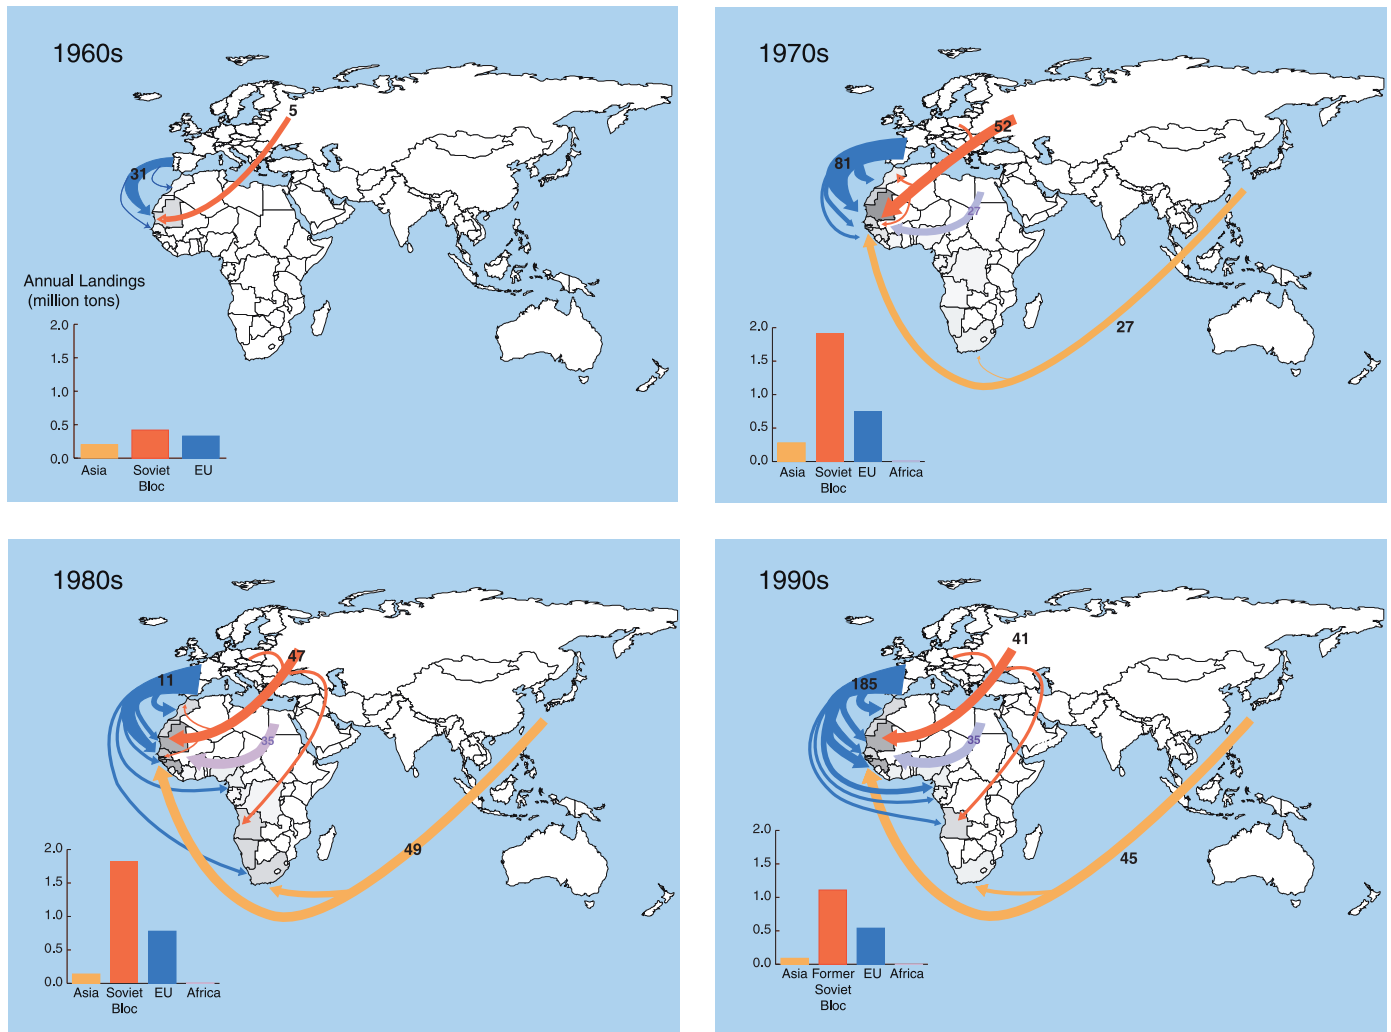 1960s
5
31
Annual Landings
(million tons)
2.0
1.5
1.0
0.5
0.0
Asia Soviet EU
Bloc
1970s
52
81
27
27
2.0
1.5
1.0
0.5
0.0
Asia Soviet EU Africa
Bloc
1980s
47
11
35
49
2.0
1.5
1.0
0.5
0.0
Asia Soviet EU Africa
Bloc
1990s
41
185
35
45
2.0
1.5
1.0
0.5
0.0
Asia Former EU Africa
Soviet
Bloc